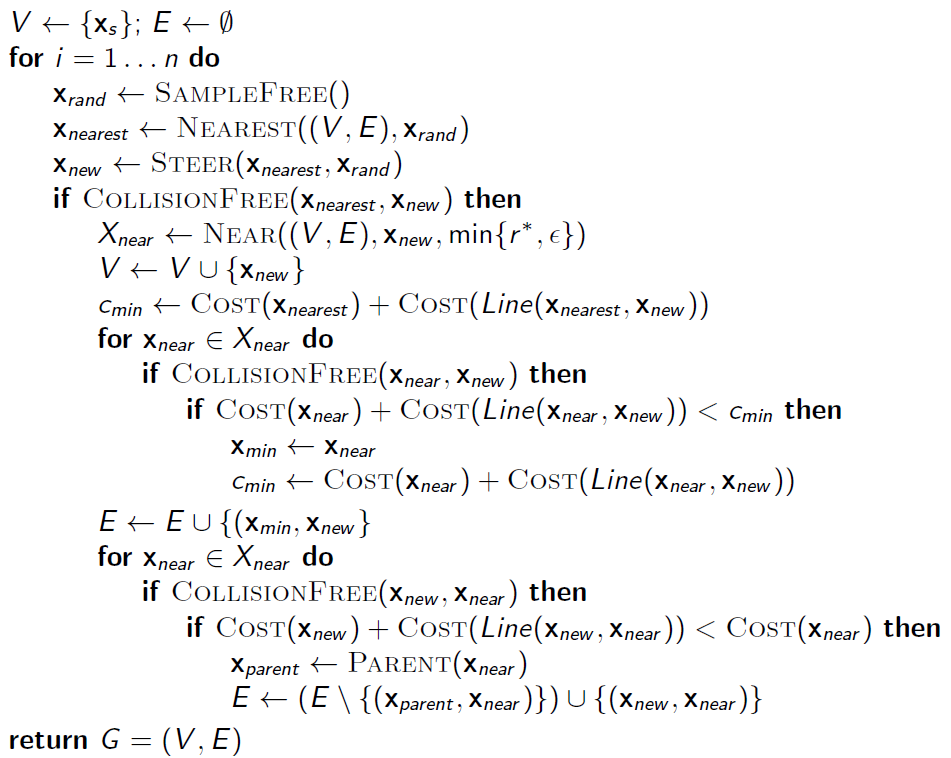 V ← {x_s}; E ← ∅
for i = 1 … n do
x_rand ← SampleFree()
x_nearest ← Nearest((V, E), x_rand)
x_new ← Steer(x_nearest, x_rand)
if CollisionFree(x_nearest, x_new) then
X_near ← Near((V, E), x_new, min{r*, ϵ})
V ← V ∪ {x_new}
c_min ← Cost(x_nearest) + Cost(Line(x_nearest, x_new))
for x_near ∈ X_near do
if CollisionFree(x_near, x_new) then
if Cost(x_near) + Cost(Line(x_near, x_new)) < c_min then
x_min ← x_near
c_min ← Cost(x_near) + Cost(Line(x_near, x_new))
E ← E ∪ {(x_min, x_new}
for x_near ∈ X_near do
if CollisionFree(x_new, x_near) then
if Cost(x_new) + Cost(Line(x_new, x_near)) < Cost(x_near) then
x_parent ← Parent(x_near)
E ← (E \ {(x_parent, x_near)}) ∪ {(x_new, x_near)}
return G = (V, E)